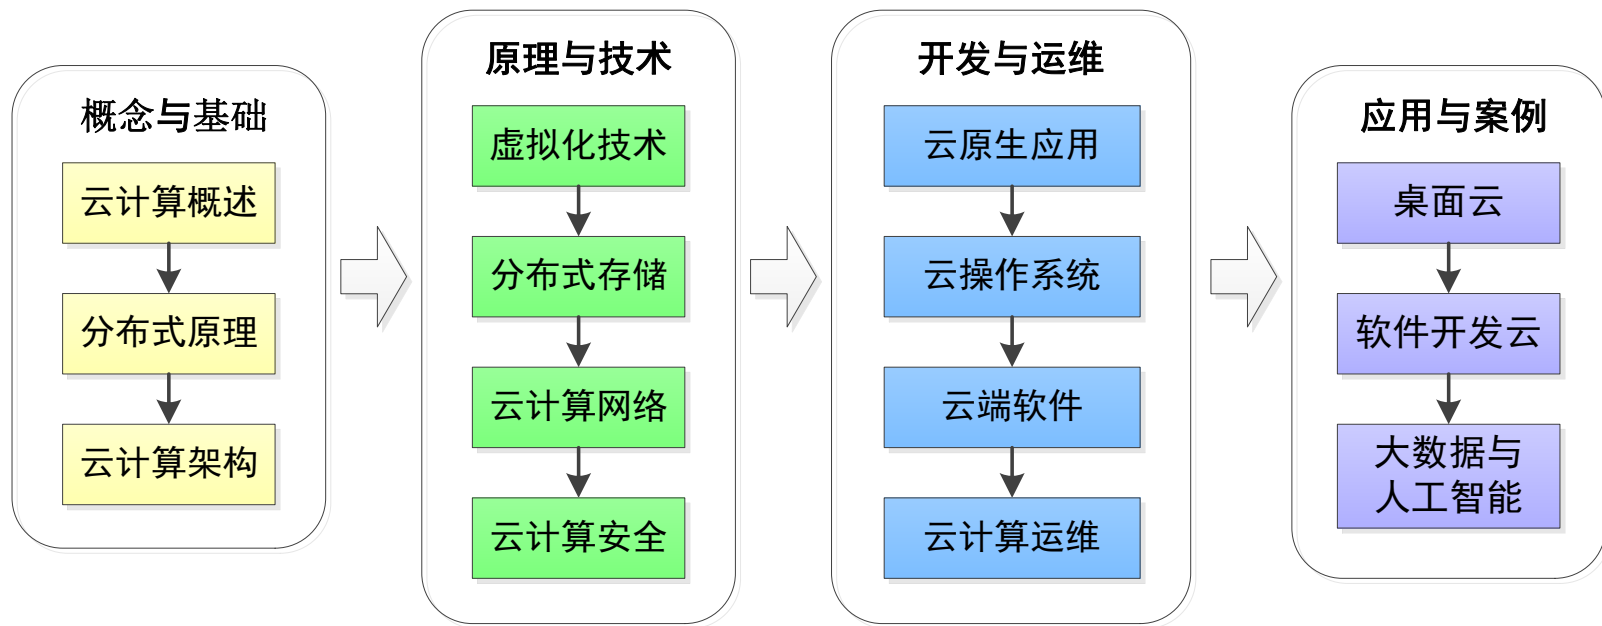 概念与基础
云计算概述
分布式原理
云计算架构
原理与技术
虚拟化技术
分布式存储
云计算网络
云计算安全
开发与运维
云原生应用
云操作系统
云端软件
云计算运维
应用与案例
桌面云
软件开发云
大数据与
人工智能